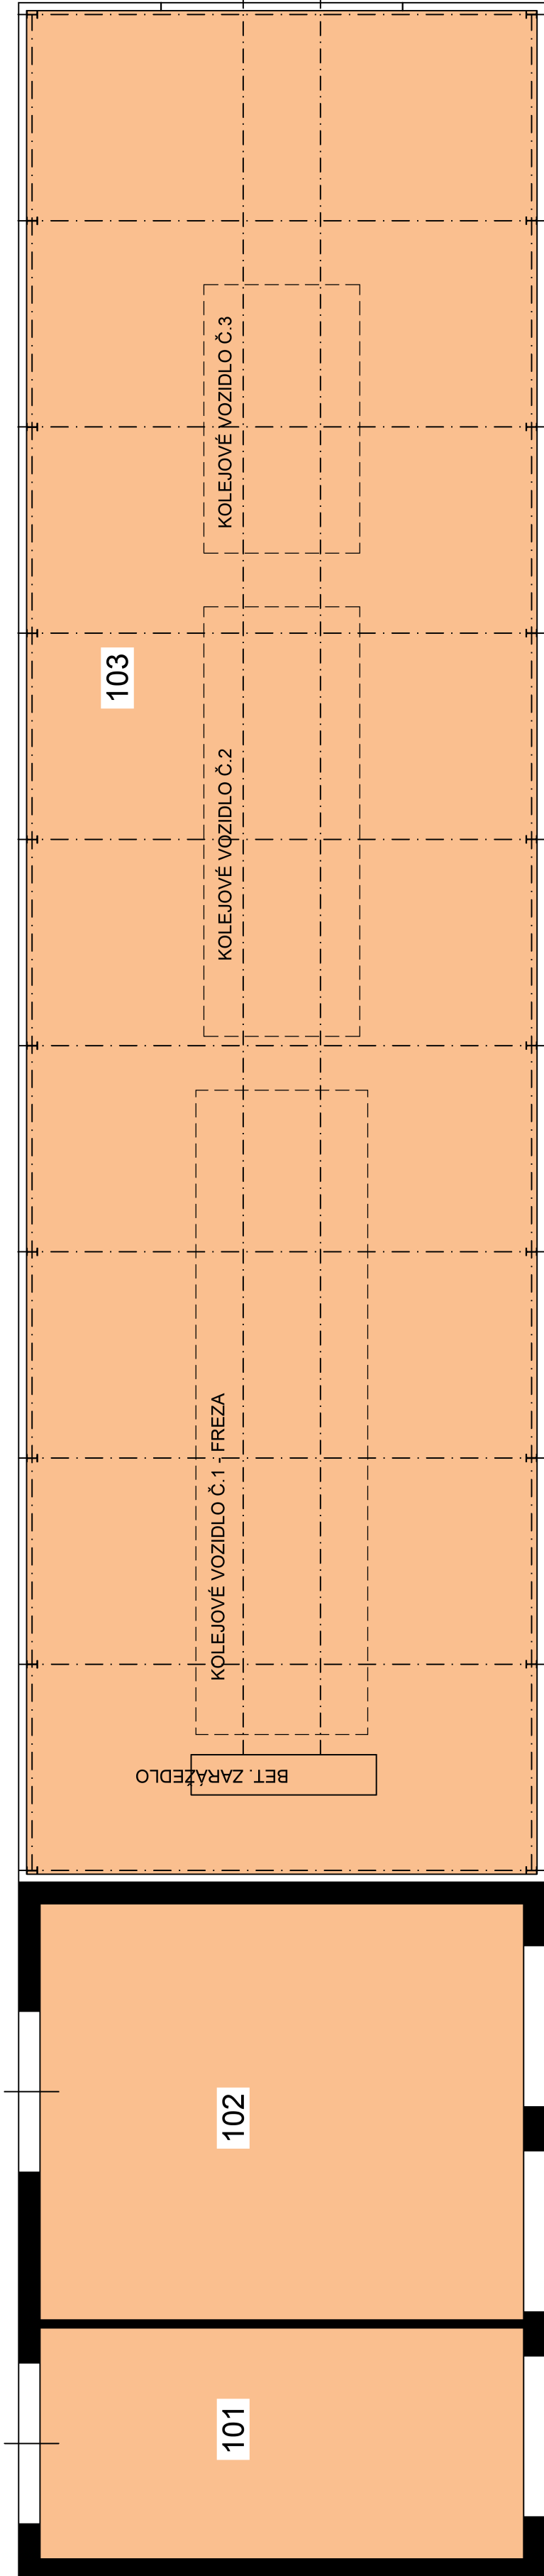 KOLEJOVÉ VOZIDLO Č.3
103
KOLEJOVÉ VOZIDLO Č.2
KOLEJOVÉ VOZIDLO Č.1 - FREZA
BET. ZARÁŽEDLO
102
101